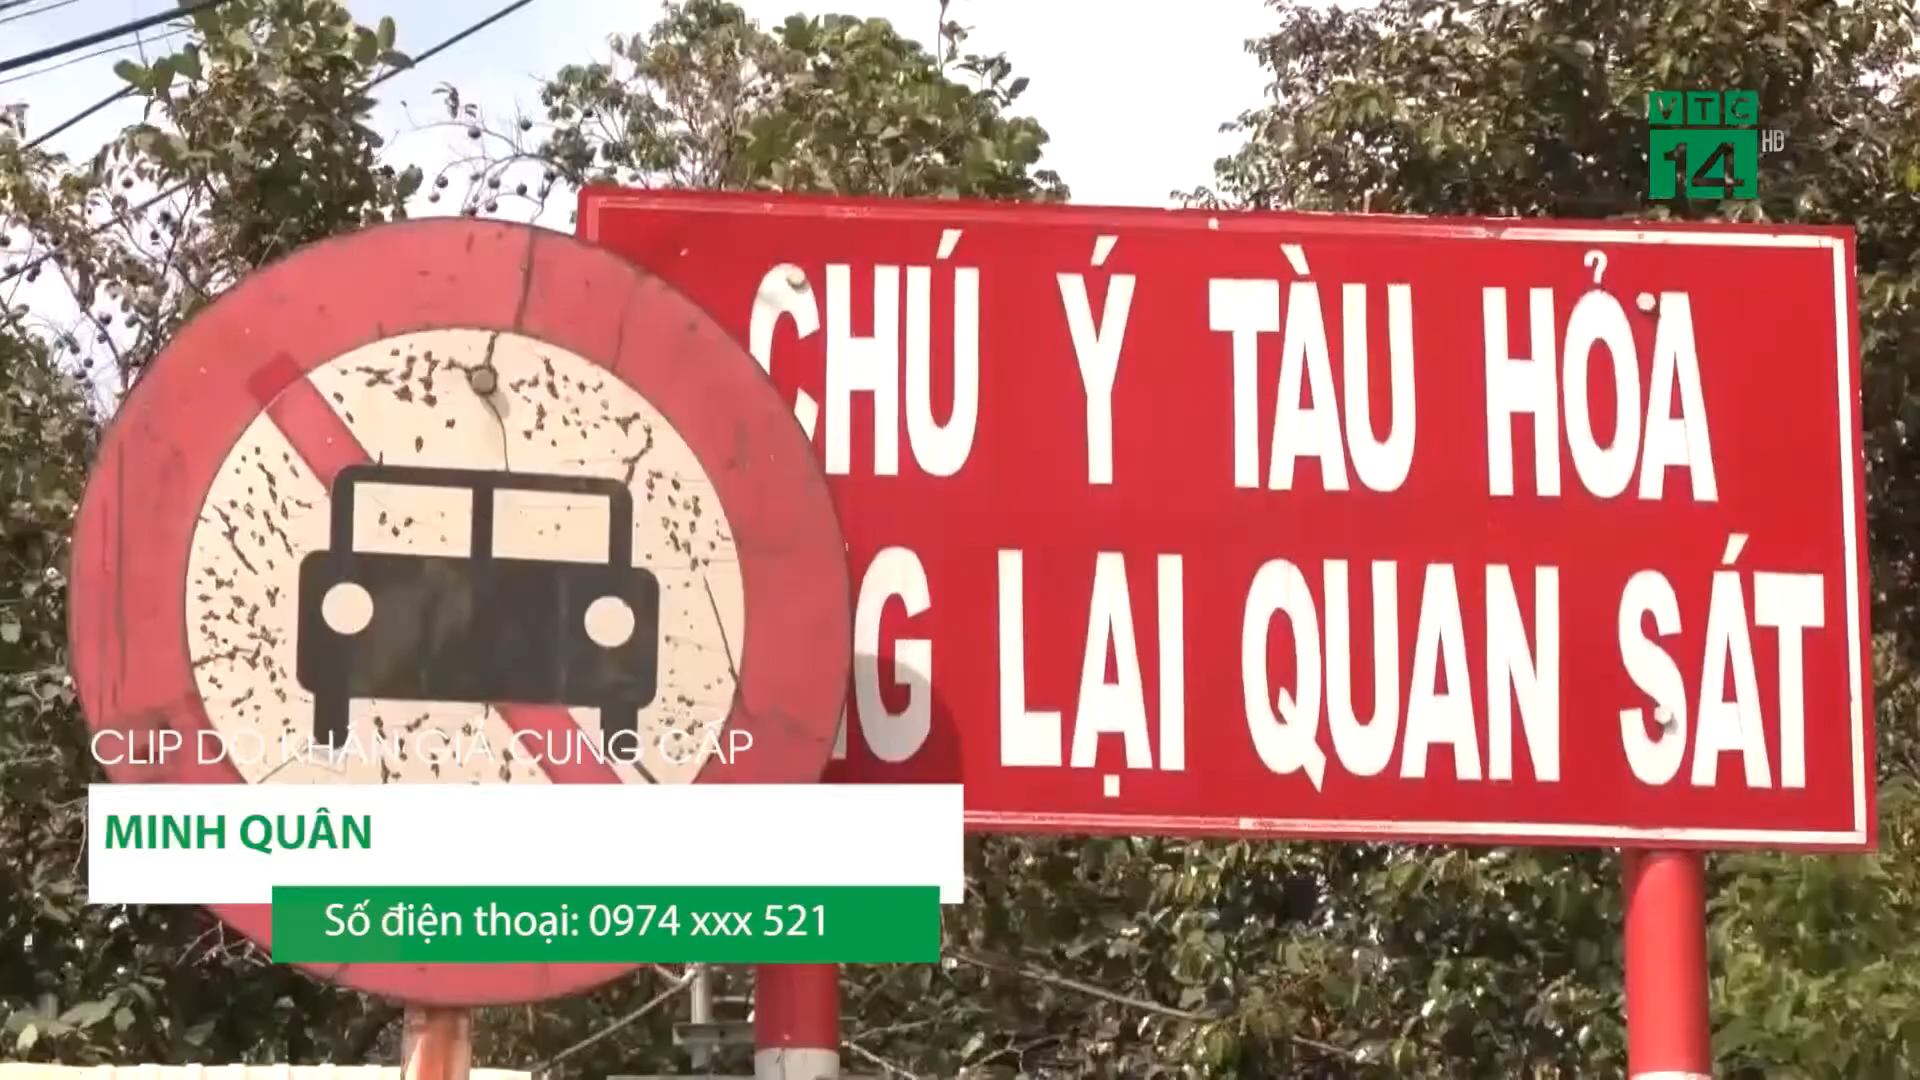 VTC
14 HD
CHÚ Ý TÀU HỎA
LẠI QUAN SÁT
CLIP DO KHÁN GIẢ CUNG CẤP
MINH QUÂN
Số điện thoại: 0974 xxx 521